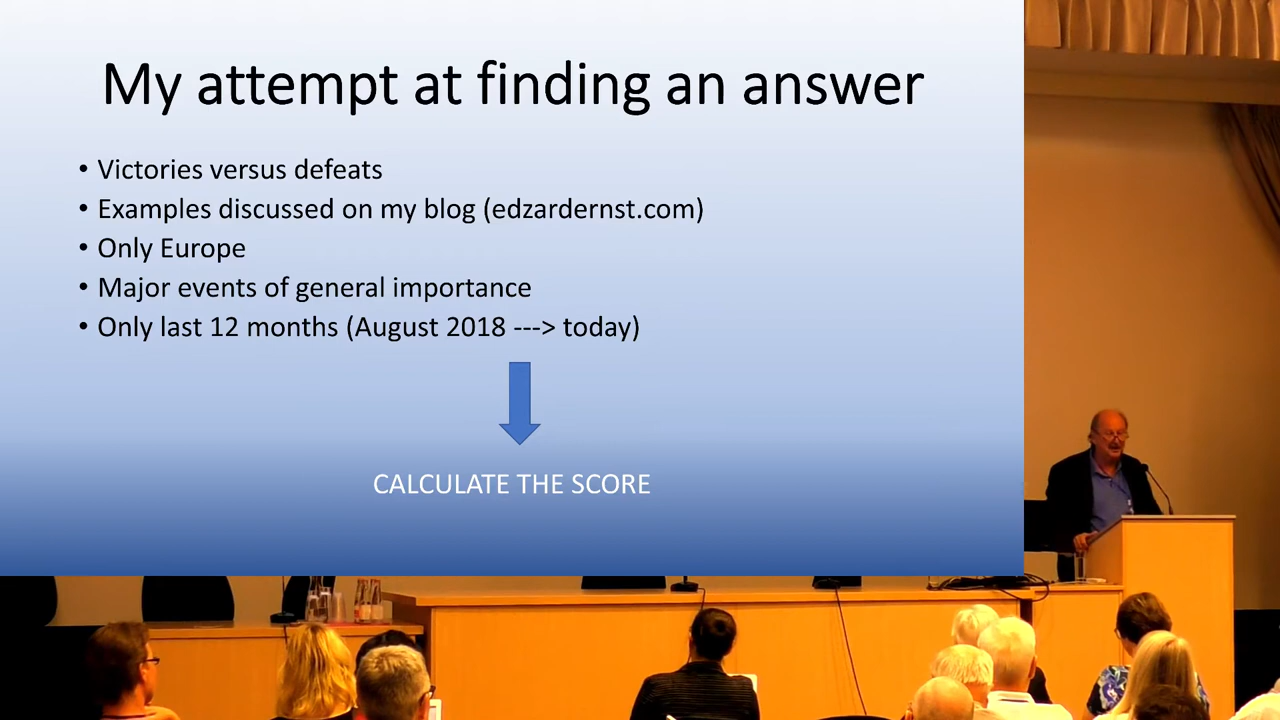 My attempt at finding an answer
• Victories versus defeats
• Examples discussed on my blog (edzardernst.com)
• Only Europe
• Major events of general importance
• Only last 12 months (August 2018 ---> today)
CALCULATE THE SCORE